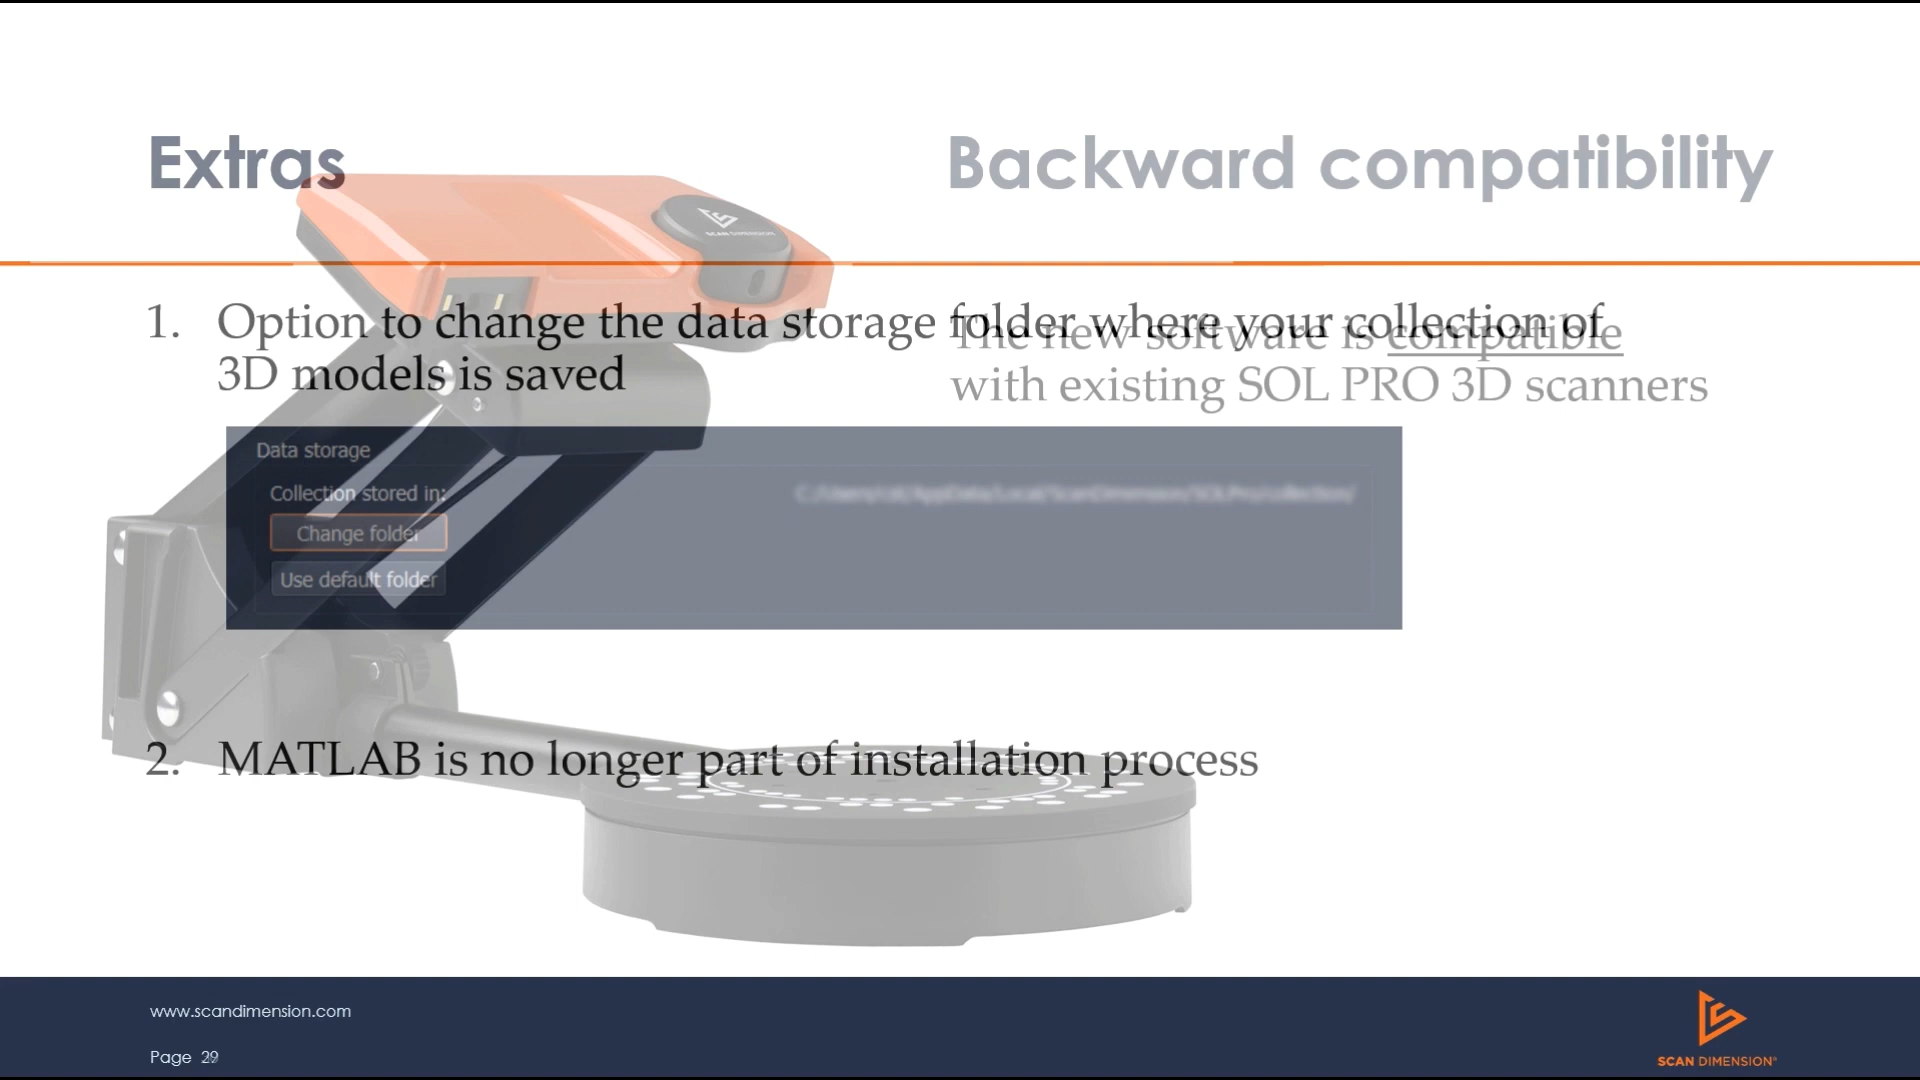 Extras
Backward compatibility
SCAN DIMENSION
1. Option to change the data storage folder where your collection of
3D models is saved
The new software is compatible
with existing SOL PRO 3D scanners
Data storage
Collection stored in:
Change folder
Use default folder
2. MATLAB is no longer part of installation process
www.scandimension.com
Page 29
SCAN DIMENSION®